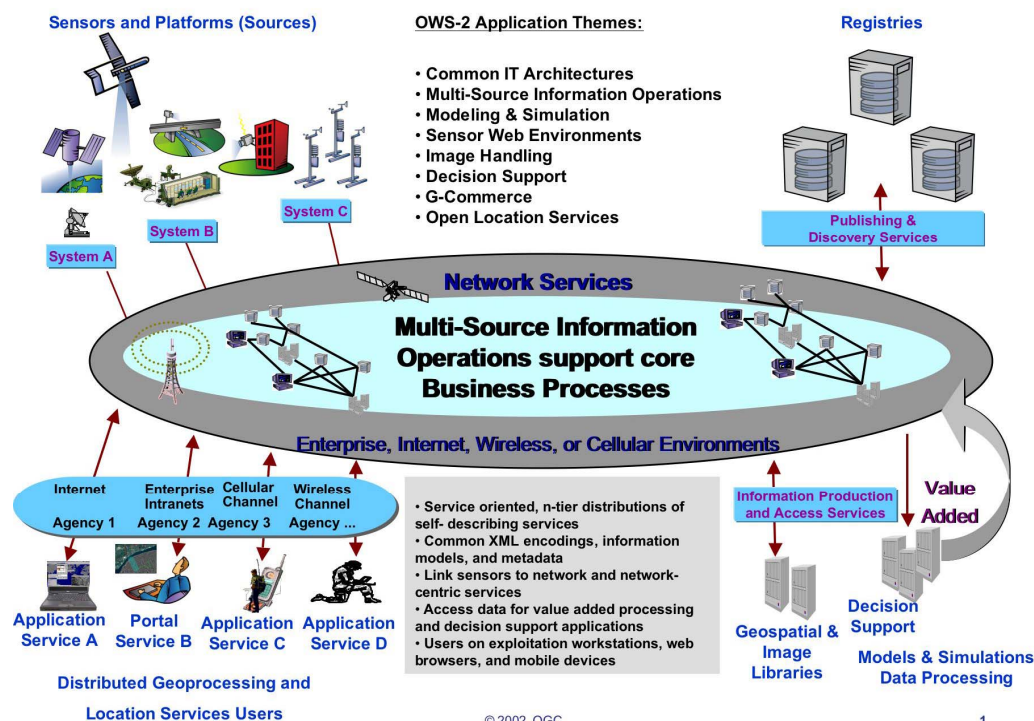 Sensors and Platforms (Sources)
OWS-2 Application Themes:
• Common IT Architectures
• Multi-Source Information Operations
• Modeling & Simulation
• Sensor Web Environments
• Image Handling
• Decision Support
• G-Commerce
• Open Location Services
Registries
System A
System B
System C
Publishing &
Discovery Services
Network Services
Multi-Source Information
Operations support core
Business Processes
Enterprise, Internet, Wireless, or Cellular Environments
Internet
Agency 1
Enterprise
Intranets
Agency 2
Cellular
Channel
Agency 3
Wireless
Channel
Agency ...
Application
Service A
Portal
Service B
Application
Service C
Application
Service D
Distributed Geoprocessing and
Location Services Users
• Service oriented, n-tier distributions of
self- describing services
• Common XML encodings, information
models, and metadata
• Link sensors to network and network-
centric services
• Access data for value added processing
and decision support applications
• Users on exploitation workstations, web
browsers, and mobile devices
Information Production
and Access Services
Value
Added
Geospatial &
Image
Libraries
Decision
Support
Models & Simulations
Data Processing
© 2002, OGC
1